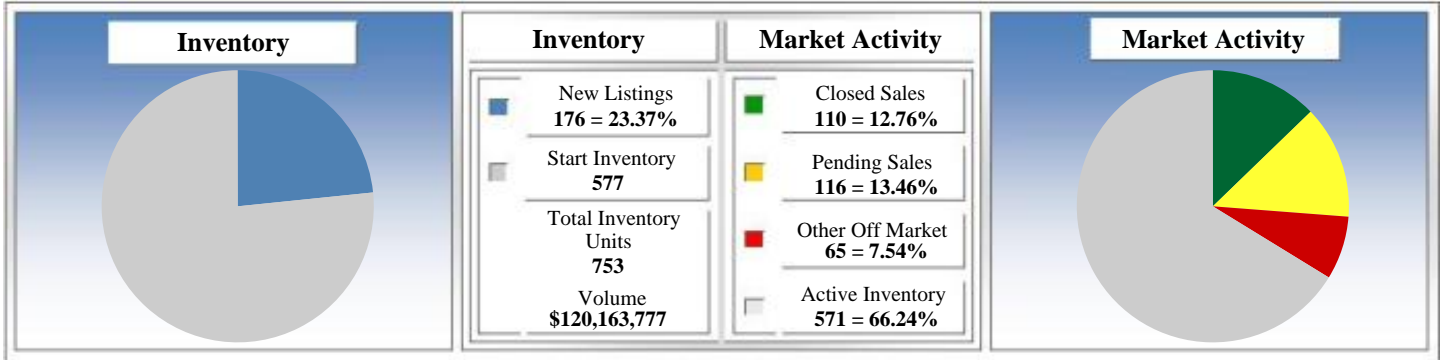 Inventory
Inventory
New Listings
176 = 23.37%
Start Inventory
577
Total Inventory
Units
753
Volume
$120,163,777
Market Activity
Closed Sales
110 = 12.76%
Pending Sales
116 = 13.46%
Other Off Market
65 = 7.54%
Active Inventory
571 = 66.24%
Market Activity